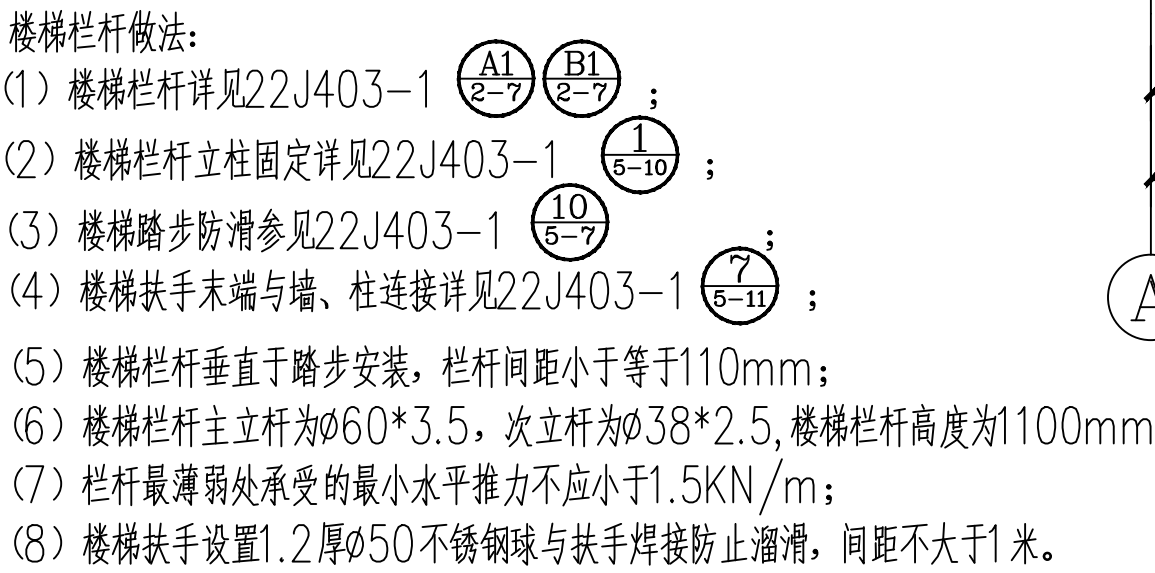 楼梯栏杆做法:
(1) 楼梯栏杆详见22J403-1 A1/2-7 B1/2-7 ;
(2) 楼梯栏杆立柱固定详见22J403-1 1/5-10 ;
(3) 楼梯踏步防滑参见22J403-1 10/5-7 ;
(4) 楼梯扶手末端与墙、柱连接详见22J403-1 7/5-11 ;
A
(5) 楼梯栏杆垂直于踏步安装，栏杆间距小于等于110mm;
(6) 楼梯栏杆主立杆为ø60*3.5，次立杆为ø38*2.5,楼梯栏杆高度为1100mm
(7) 栏杆最薄弱处承受的最小水平推力不应小于1.5KN/m;
(8) 楼梯扶手设置1.2厚ø50不锈钢球与扶手焊接防止溜滑，间距不大于1米。